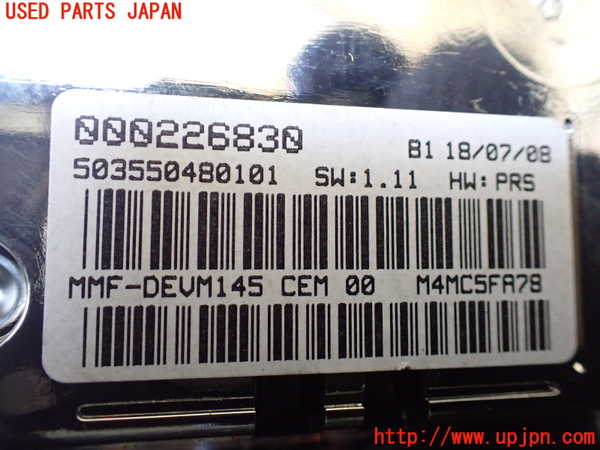 USED PARTS JAPAN
000226830
B1 18/07/08
503550480101 SW:1.11 HW:PRS
MMF-DEVM145 CEM 00 M4MC5FA78
http://www.upjpn.com/